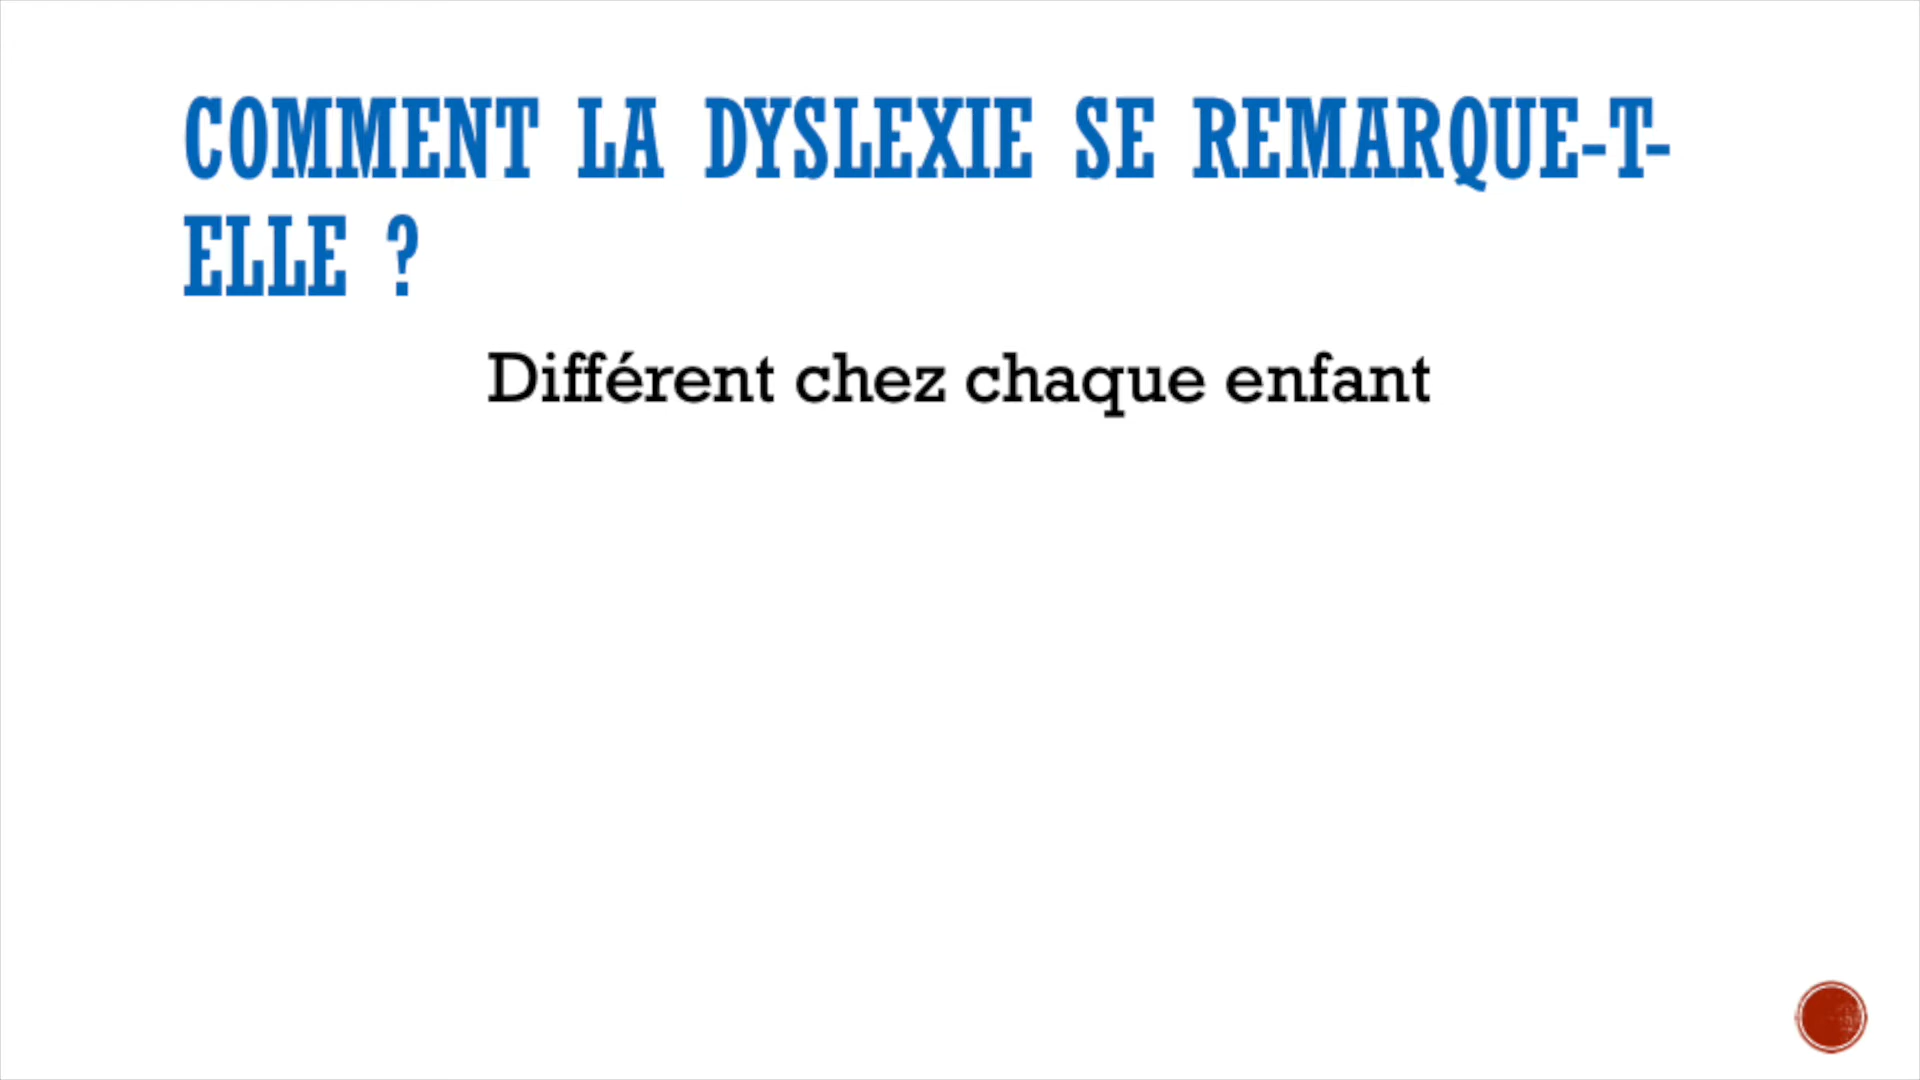 COMMENT LA DYSLEXIE SE REMARQUE-T-
ELLE ?
Différent chez chaque enfant